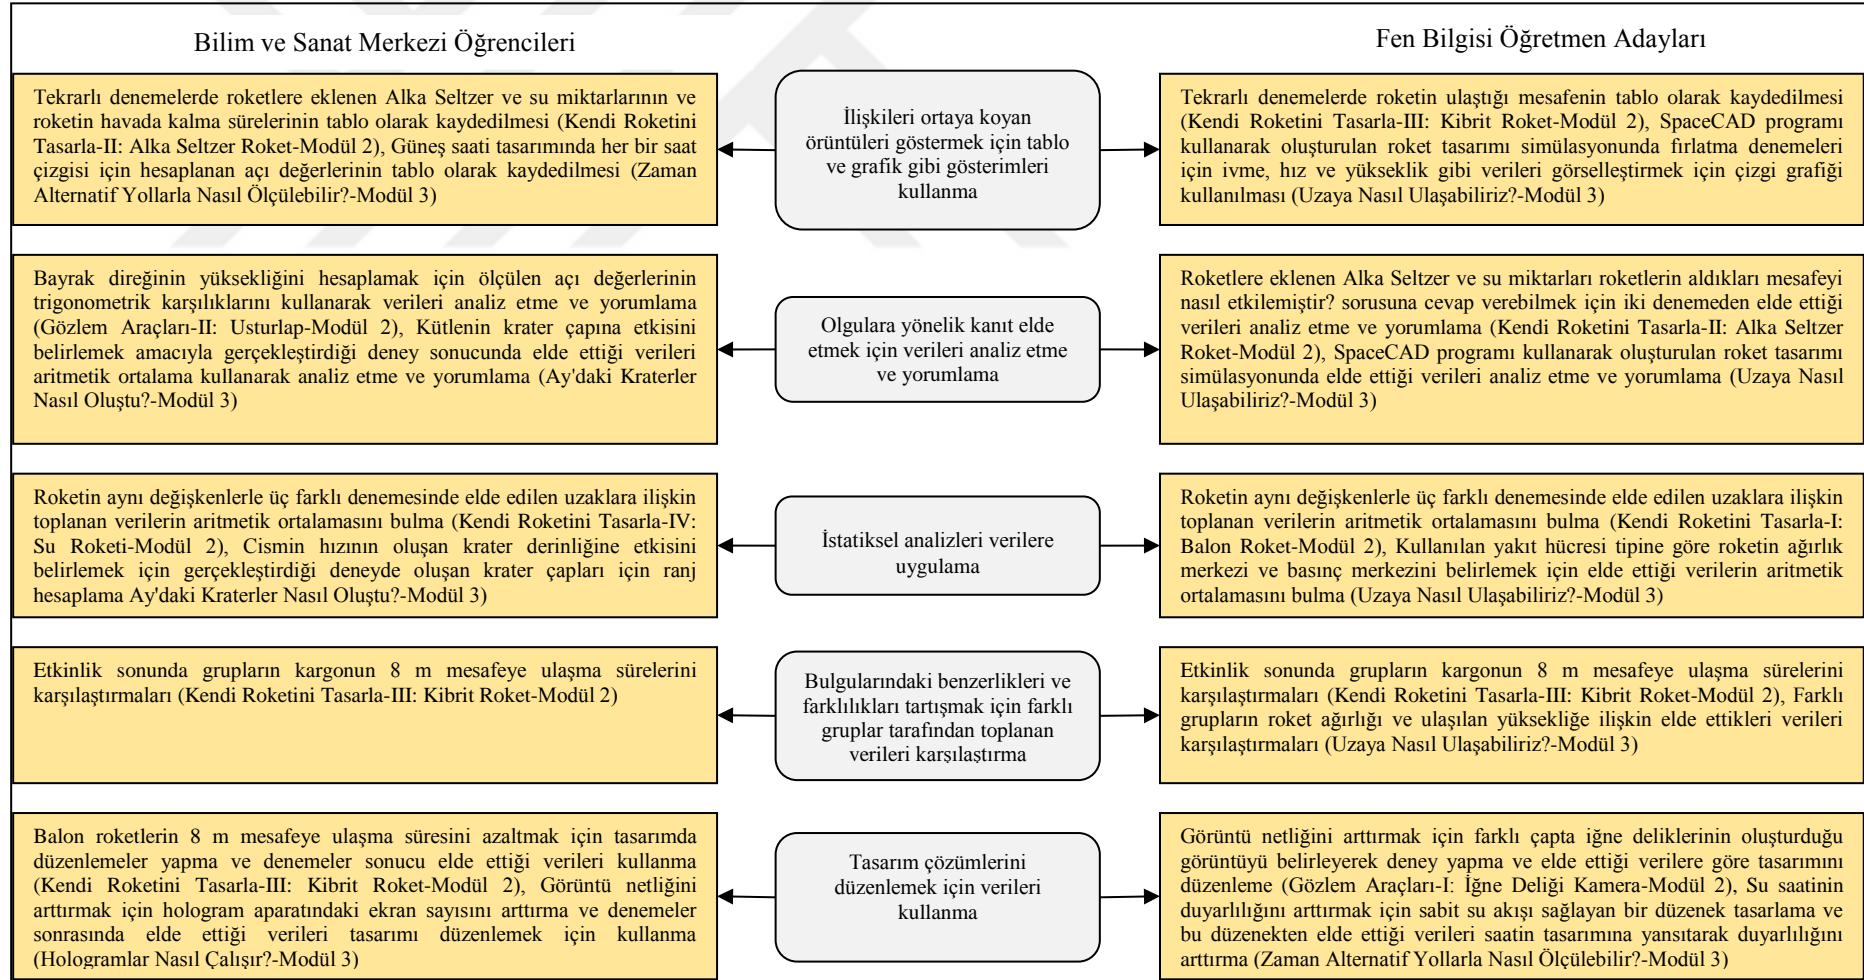 Bilim ve Sanat Merkezi Öğrencileri
Fen Bilgisi Öğretmen Adayları
Tekrarlı denemelerde roketlere eklenen Alka Seltzer ve su miktarlarının ve
roketin havada kalma sürelerinin tablo olarak kaydedilmesi (Kendi Roketini
Tasarla-II: Alka Seltzer Roket-Modül 2), Güneş saati tasarımında her bir saat
çizgisi için hesaplanan açı değerlerinin tablo olarak kaydedilmesi (Zaman
Alternatif Yollarla Nasıl Ölçülebilir?-Modül 3)
İlişkileri ortaya koyan
örüntüleri göstermek için tablo
ve grafik gibi gösterimleri
kullanma
Tekrarlı denemelerde roketin ulaştığı mesafenin tablo olarak kaydedilmesi
(Kendi Roketini Tasarla-III: Kibrit Roket-Modül 2), SpaceCAD programı
kullanarak oluşturulan roket tasarımı simülasyonunda fırlatma denemeleri
için ivme, hız ve yükseklik gibi verileri görselleştirmek için çizgi grafiği
kullanılması (Uzaya Nasıl Ulaşabiliriz?-Modül 3)
Bayrak direğinin yüksekliğini hesaplamak için ölçülen açı değerlerinin
trigonometrik karşılıklarını kullanarak verileri analiz etme ve yorumlama
(Gözlem Araçları-II: Usturlap-Modül 2), Kütlenin krater çapına etkisini
belirlemek amacıyla gerçekleştirdiği deney sonucunda elde ettiği verileri
aritmetik ortalama kullanarak analiz etme ve yorumlama (Ay'daki Kraterler
Nasıl Oluştu?-Modül 3)
Olgulara yönelik kanıt elde
etmek için verileri analiz etme
ve yorumlama
Roketlere eklenen Alka Seltzer ve su miktarları roketlerin aldıkları mesafeyi
nasıl etkilemiştir? sorusuna cevap verebilmek için iki denemeden elde ettiği
verileri analiz etme ve yorumlama (Kendi Roketini Tasarla-II: Alka Seltzer
Roket-Modül 2), SpaceCAD programı kullanarak oluşturulan roket tasarımı
simülasyonunda elde ettiği verileri analiz etme ve yorumlama (Uzaya Nasıl
Ulaşabiliriz?-Modül 3)
Roketin aynı değişkenlerle üç farklı denemesinde elde edilen uzaklara ilişkin
toplanan verilerin aritmetik ortalamasını bulma (Kendi Roketini Tasarla-IV:
Su Roketi-Modül 2), Cismin hızının oluşan krater derinliğine etkisini
belirlemek için gerçekleştirdiği deneyde oluşan krater çapları için ranj
hesaplama Ay'daki Kraterler Nasıl Oluştu?-Modül 3)
İstatiksel analizleri verilere
uygulama
Roketin aynı değişkenlerle üç farklı denemesinde elde edilen uzaklara ilişkin
toplanan verilerin aritmetik ortalamasını bulma (Kendi Roketini Tasarla-I:
Balon Roket-Modül 2), Kullanılan yakıt hücresi tipine göre roketin ağırlık
merkezi ve basınç merkezini belirlemek için elde ettiği verilerin aritmetik
ortalamasını bulma (Uzaya Nasıl Ulaşabiliriz?-Modül 3)
Etkinlik sonunda grupların kargonun 8 m mesafeye ulaşma sürelerini
karşılaştırmaları (Kendi Roketini Tasarla-III: Kibrit Roket-Modül 2)
Bulgularındaki benzerlikleri ve
farklılıkları tartışmak için farklı
gruplar tarafından toplanan
verileri karşılaştırma
Etkinlik sonunda grupların kargonun 8 m mesafeye ulaşma sürelerini
karşılaştırmaları (Kendi Roketini Tasarla-III: Kibrit Roket-Modül 2), Farklı
grupların roket ağırlığı ve ulaşılan yüksekliğe ilişkin elde ettikleri verileri
karşılaştırmaları (Uzaya Nasıl Ulaşabiliriz?-Modül 3)
Balon roketlerin 8 m mesafeye ulaşma süresini azaltmak için tasarımda
düzenlemeler yapma ve denemeler sonucu elde ettiği verileri kullanma
(Kendi Roketini Tasarla-III: Kibrit Roket-Modül 2), Görüntü netliğini
arttırmak için hologram aparatındaki ekran sayısını arttırma ve denemeler
sonrasında elde ettiği verileri tasarımı düzenlemek için kullanma
(Hologramlar Nasıl Çalışır?-Modül 3)
Tasarım çözümlerini
düzenlemek için verileri
kullanma
Görüntü netliğini arttırmak için farklı çapta iğne deliklerinin oluşturduğu
görüntüyü belirleyerek deney yapma ve elde ettiği verilere göre tasarımını
düzenleme (Gözlem Araçları-I: İğne Deliği Kamera-Modül 2), Su saatinin
duyarlılığını arttırmak için sabit su akışı sağlayan bir düzenek tasarlama ve
bu düzenekten elde ettiği verileri saatin tasarımına yansıtarak duyarlılığını
arttırma (Zaman Alternatif Yollarla Nasıl Ölçülebilir?-Modül 3)